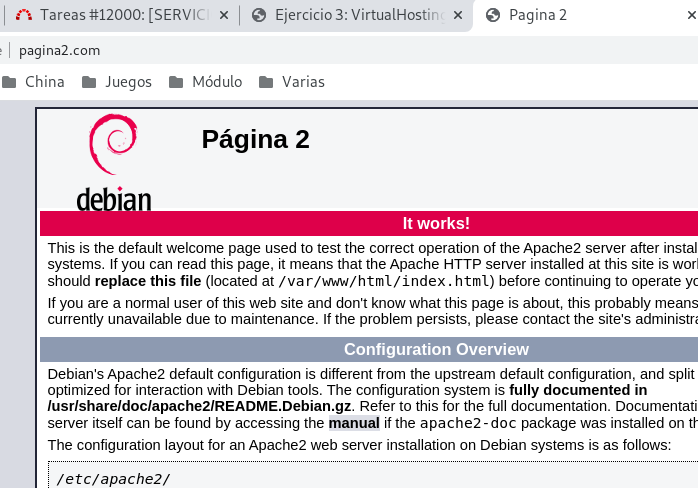 Tareas #12000: [SERVIC
Ejercicio 3: VirtualHosting
Pagina 2
pagina2.com
China
Juegos
Módulo
Varias
debian
Página 2
It works!
This is the default welcome page used to test the correct operation of the Apache2 server after instal
systems. If you can read this page, it means that the Apache HTTP server installed at this site is wor
should replace this file (located at /var/www/html/index.html) before continuing to operate yo
If you are a normal user of this web site and don't know what this page is about, this probably means
currently unavailable due to maintenance. If the problem persists, please contact the site's administra
Configuration Overview
Debian's Apache2 default configuration is different from the upstream default configuration, and split
optimized for interaction with Debian tools. The configuration system is fully documented in
/usr/share/doc/apache2/README.Debian.gz. Refer to this for the full documentation. Documentati
server itself can be found by accessing the manual if the apache2-doc package was installed on th
The configuration layout for an Apache2 web server installation on Debian systems is as follows:
/etc/apache2/